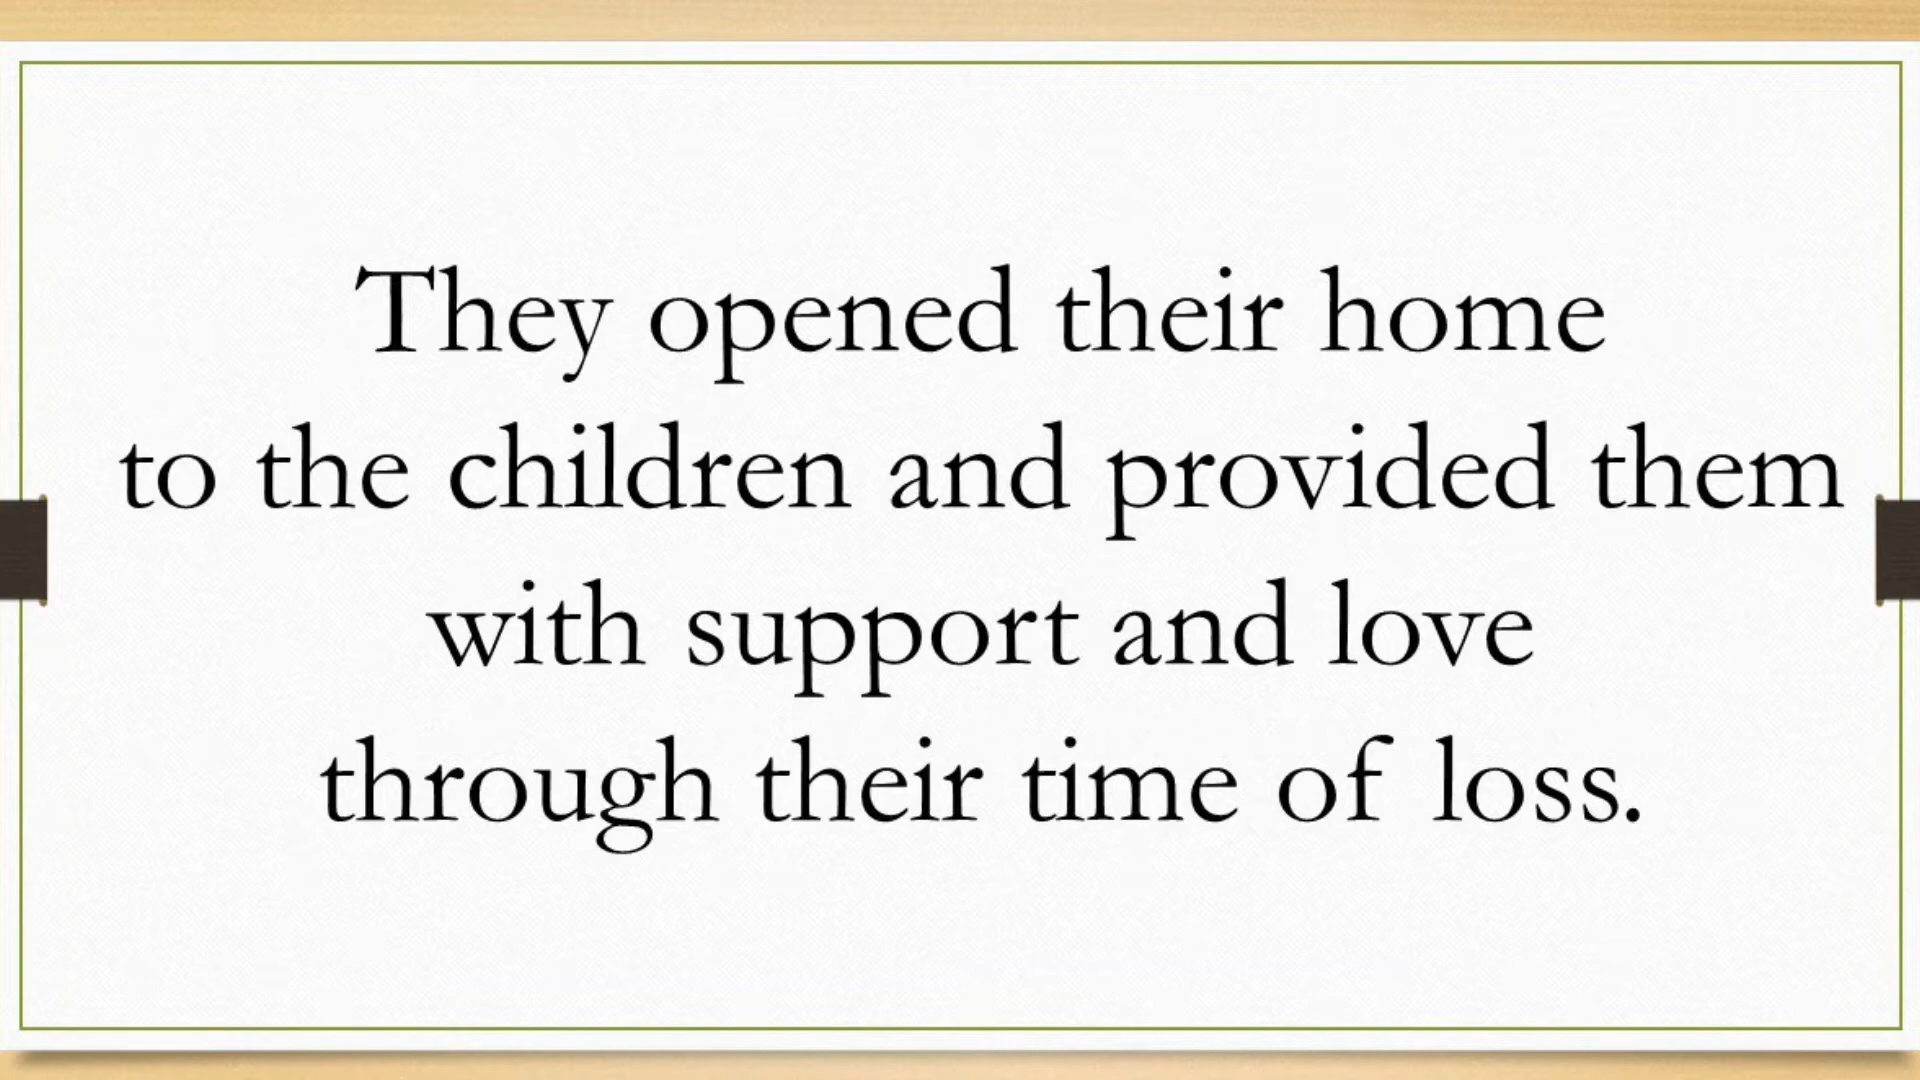 They opened their home
to the children and provided them
with support and love
through their time of loss.